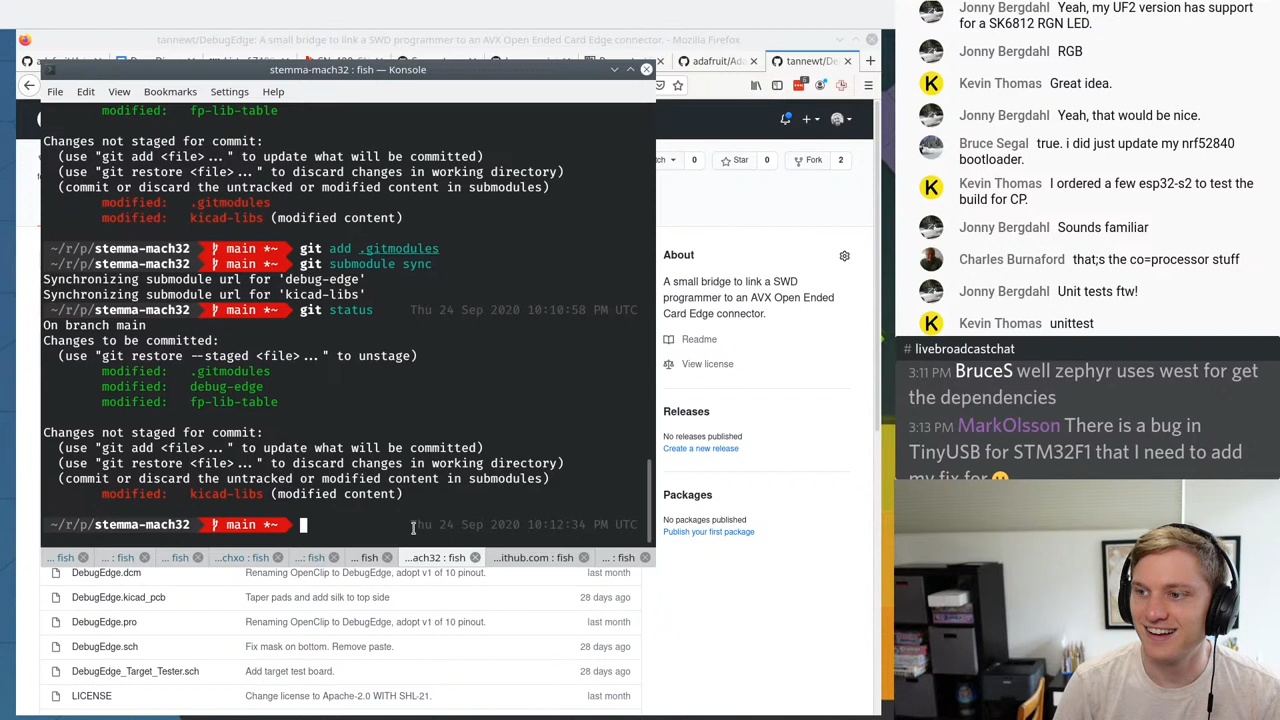 tannewt/DebugEdge: A small bridge to link a SWD programmer to an AVX Open Ended Card Edge connector. - Mozilla Firefox
adafruit/Adafr
tannewt/Debu
stemma-mach32 : fish — Konsole
File Edit View Bookmarks Settings Help
modified: fp-lib-table
Changes not staged for commit:
(use "git add <file>..." to update what will be committed)
(use "git restore <file>..." to discard changes in working directory)
(commit or discard the untracked or modified content in submodules)
modified: .gitmodules
modified: kicad-libs (modified content)
~/r/p/stemma-mach32 main *~ git add .gitmodules
~/r/p/stemma-mach32 main *~ git submodule sync
Synchronizing submodule url for 'debug-edge'
Synchronizing submodule url for 'kicad-libs'
~/r/p/stemma-mach32 main *~ git status Thu 24 Sep 2020 10:10:58 PM UTC
On branch main
Changes to be committed:
(use "git restore --staged <file>..." to unstage)
modified: .gitmodules
modified: debug-edge
modified: fp-lib-table
Changes not staged for commit:
(use "git add <file>..." to update what will be committed)
(use "git restore <file>..." to discard changes in working directory)
(commit or discard the untracked or modified content in submodules)
modified: kicad-libs (modified content)
~/r/p/stemma-mach32 main *~ Thu 24 Sep 2020 10:12:34 PM UTC
... fish ... : fish ... fish ...chxo : fish ...: fish ... fish ...ach32 : fish ...ithub.com : fish ... : fish
DebugEdge.dcm Renaming OpenClip to DebugEdge, adopt v1 of 10 pinout. last month
DebugEdge.kicad_pcb Taper pads and add silk to top side 28 days ago
DebugEdge.pro Renaming OpenClip to DebugEdge, adopt v1 of 10 pinout. last month
DebugEdge.sch Fix mask on bottom. Remove paste. 28 days ago
DebugEdge_Target_Tester.sch Add target test board. 28 days ago
LICENSE Change license to Apache-2.0 WITH SHL-21. last month
0 Star 0 Fork 2
About
A small bridge to link a SWD
programmer to an AVX Open Ended
Card Edge connector.
Readme
View license
Releases
No releases published
Create a new release
Packages
No packages published
Publish your first package
Jonny Bergdahl Yeah, my UF2 version has support
for a SK6812 RGN LED.
Jonny Bergdahl RGB
Kevin Thomas Great idea.
Jonny Bergdahl Yeah, that would be nice.
Bruce Segal true. i did just update my nrf52840
bootloader.
Kevin Thomas I ordered a few esp32-s2 to test the
build for CP.
Jonny Bergdahl Sounds familiar
Charles Burnaford that;s the co=processor stuff
Jonny Bergdahl Unit tests ftw!
Kevin Thomas unittest
# livebroadcastchat
3:11 PM BruceS well zephyr uses west for get
the dependencies
3:13 PM MarkOlsson There is a bug in
TinyUSB for STM32F1 that I need to add
my fix for